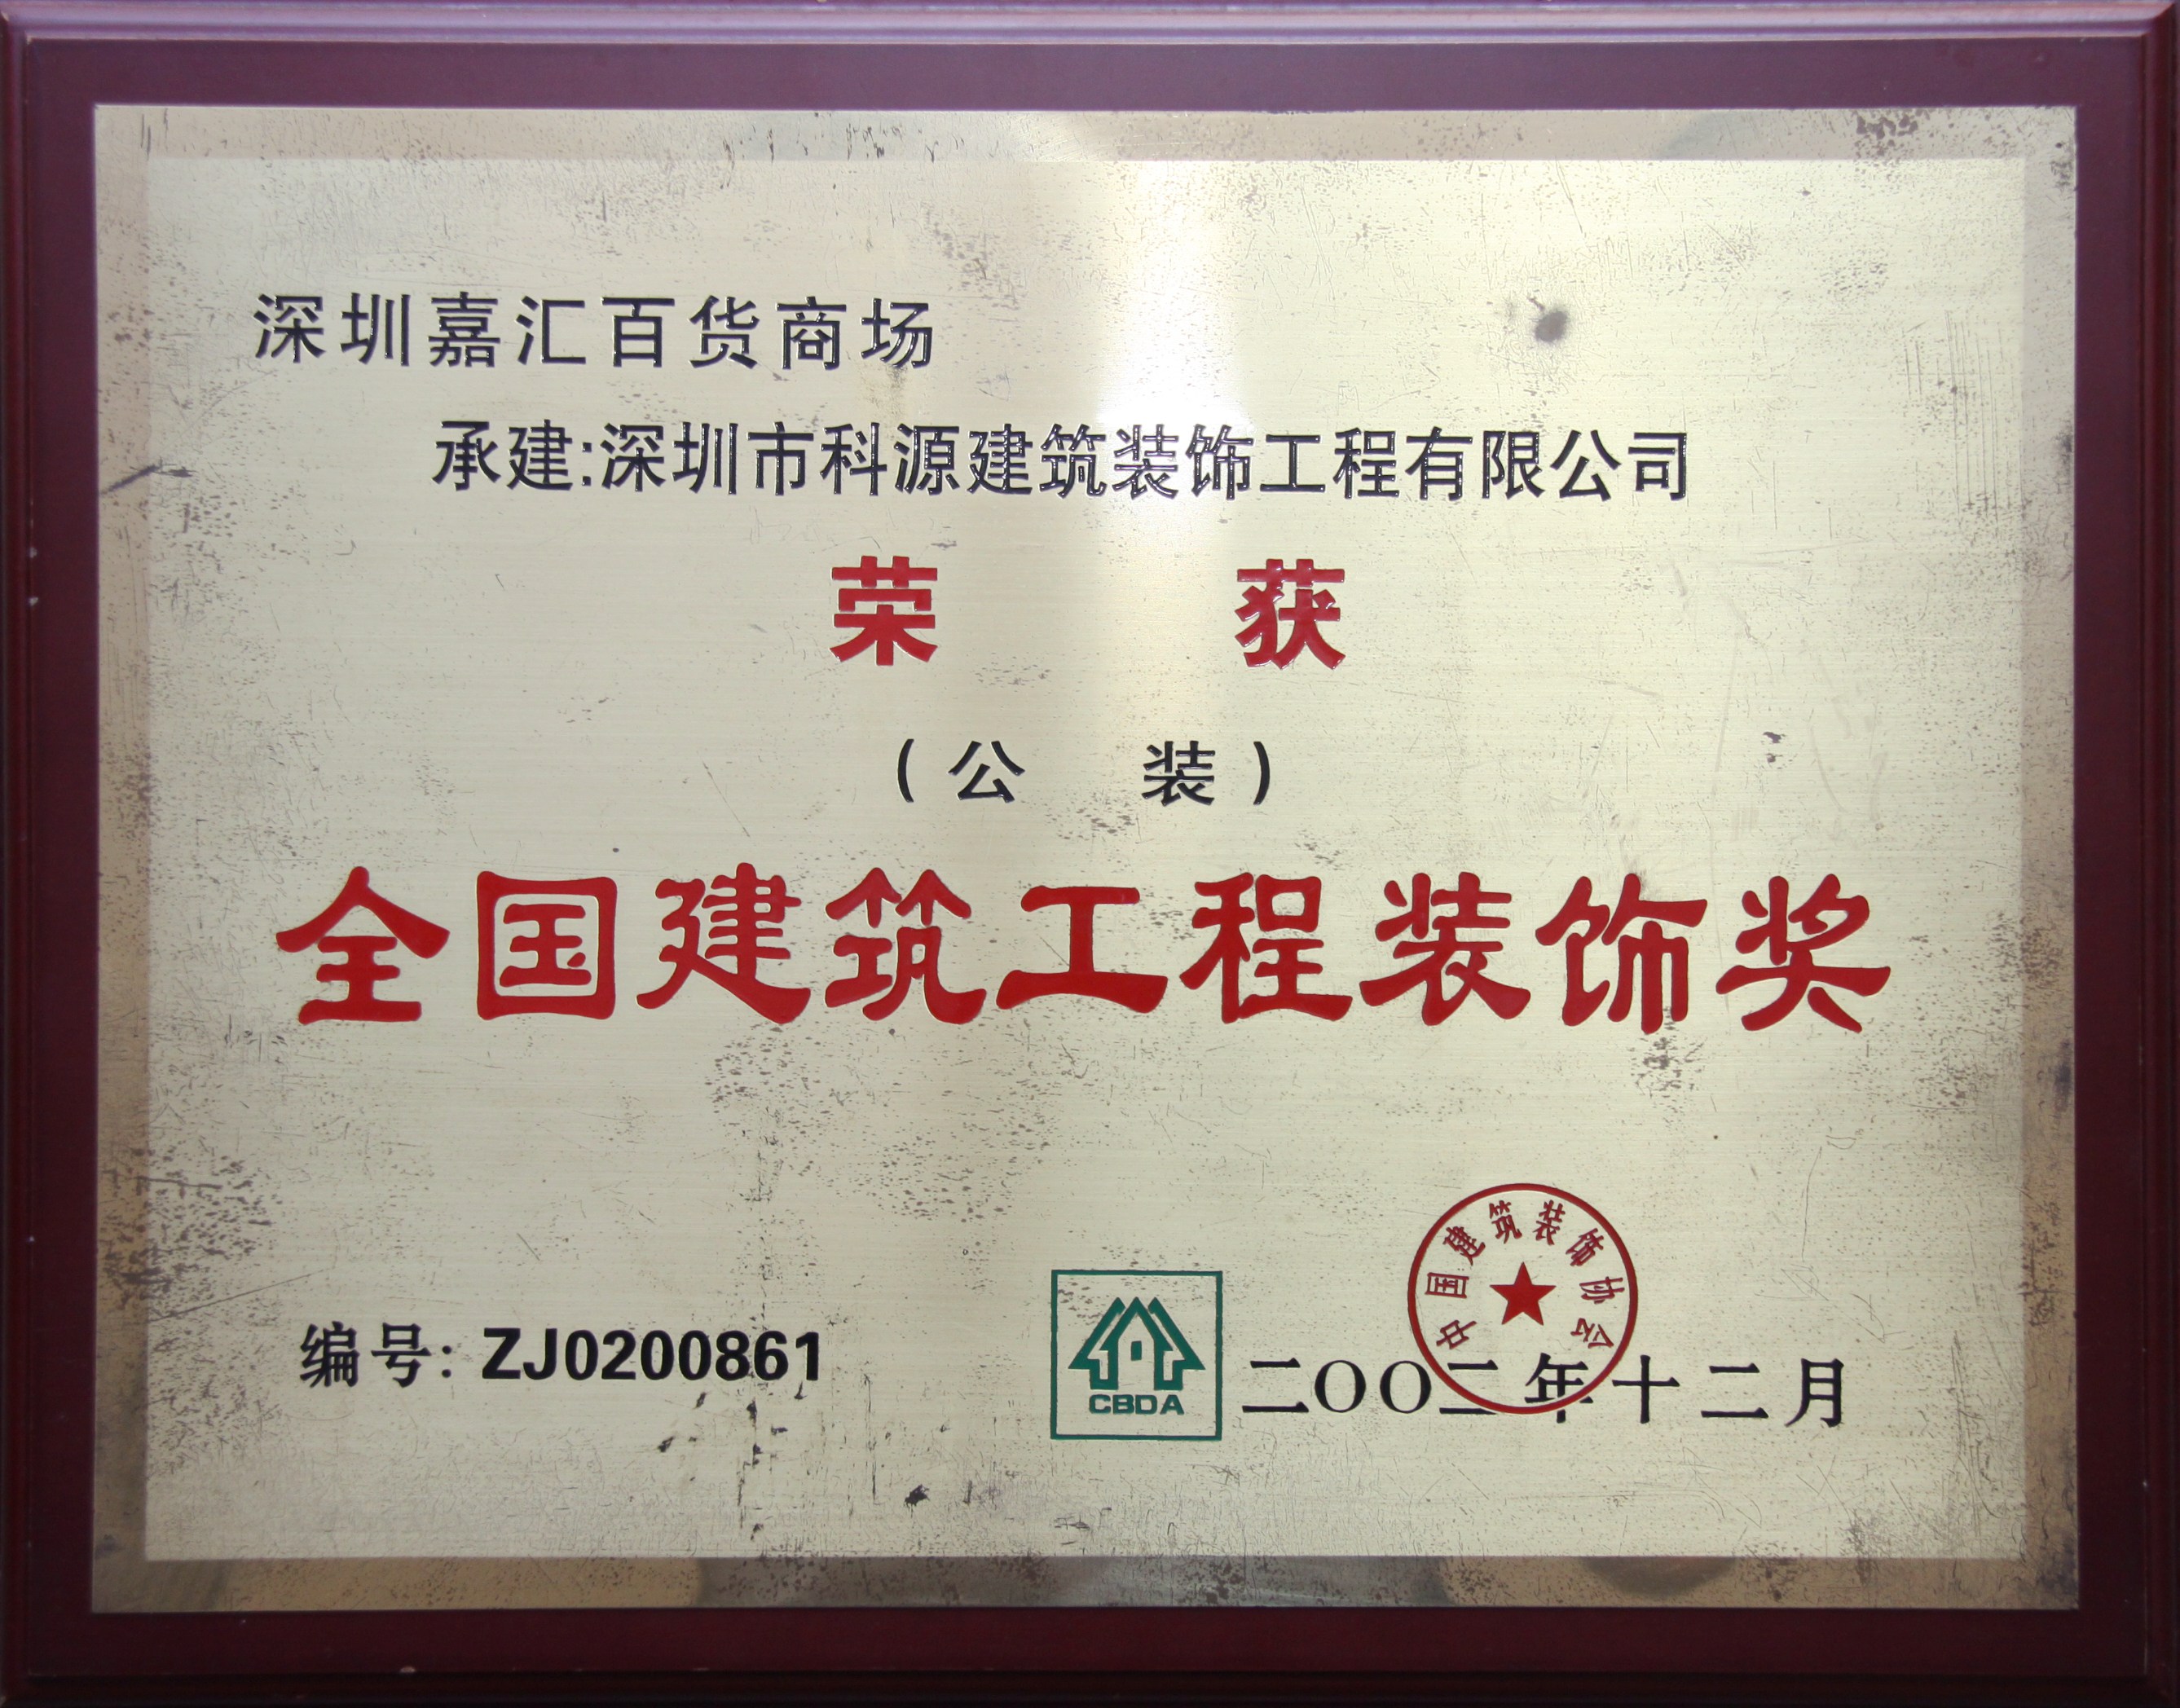 深圳嘉汇百货商场
承建:深圳市科源建筑装饰工程有限公司
荣 获
(公 装)
全国建筑工程装饰奖
中国建筑装饰协会
编号: ZJ0200861
CBDA
二〇〇二年十二月